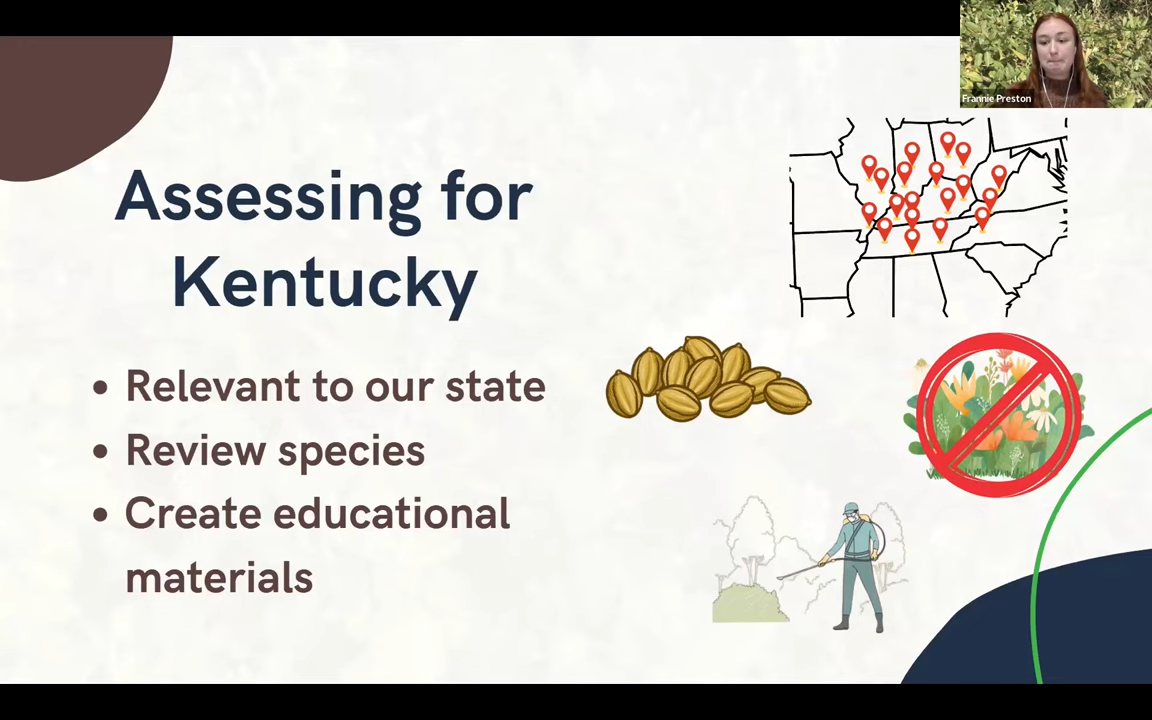 Frannie Preston
Assessing for
Kentucky
• Relevant to our state
• Review species
• Create educational
materials